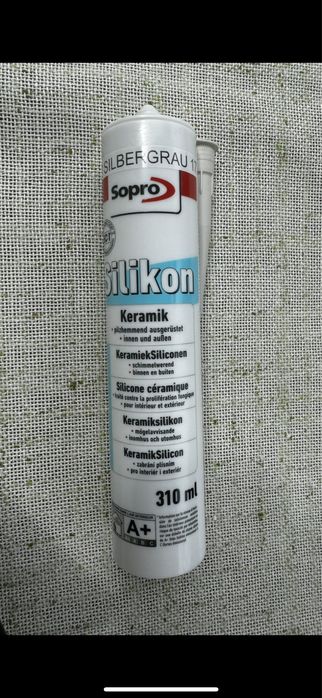 SILBERGRAU
Sopro
Silikon
Keramik
• pilzhemmend ausgerüstet
• innen und außen
KeramiekSiliconen
• schimmelwerend
• binnen en buiten
Silicone céramique
• traité contre la prolifération fongique
• pour intérieur et extérieur
Keramiksilikon
• mögelavvisande
• inomhus och utomhus
KeramikSilicon
• zabrání plísním
• pro interiér i exteriér
310 ml
A+